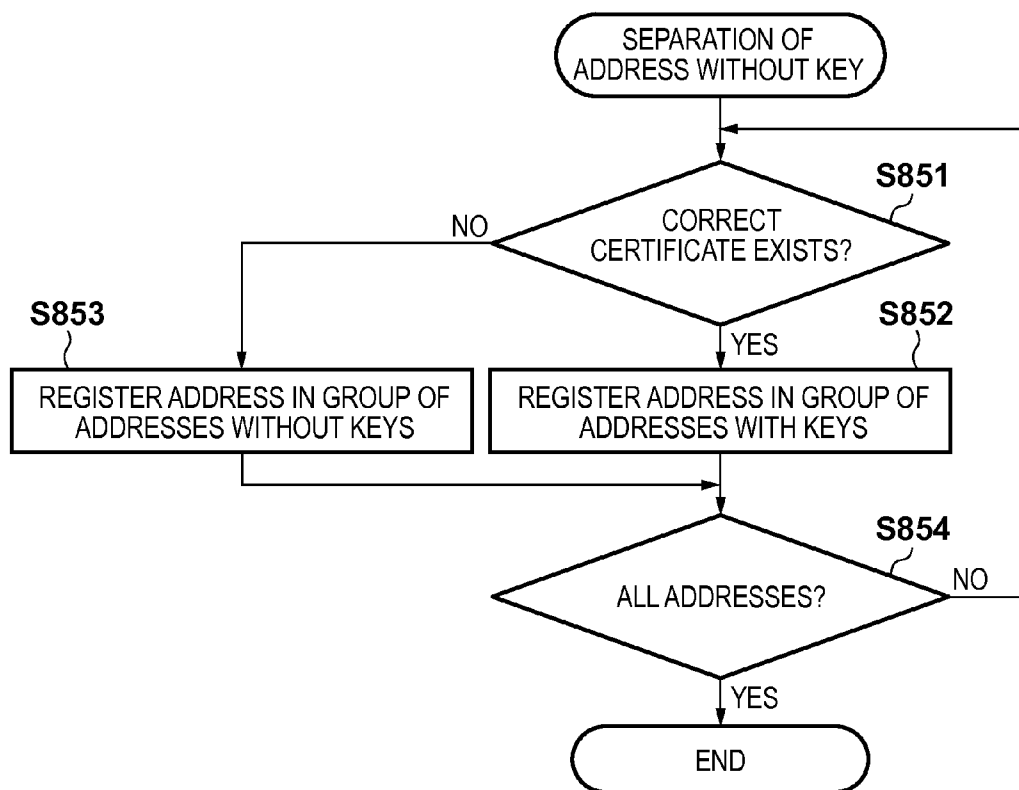 SEPARATION OF
ADDRESS WITHOUT KEY
S851
NO
CORRECT
CERTIFICATE EXISTS?
S853
YES
S852
REGISTER ADDRESS IN GROUP OF
ADDRESSES WITHOUT KEYS
REGISTER ADDRESS IN GROUP OF
ADDRESSES WITH KEYS
S854
ALL ADDRESSES?
NO
YES
END